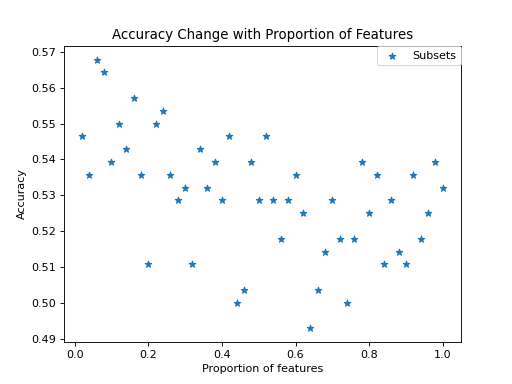 Accuracy Change with Proportion of Features
Subsets
0.57
0.56
0.55
0.54
0.53
0.52
0.51
0.50
0.49
Accuracy
0.0 0.2 0.4 0.6 0.8 1.0
Proportion of features